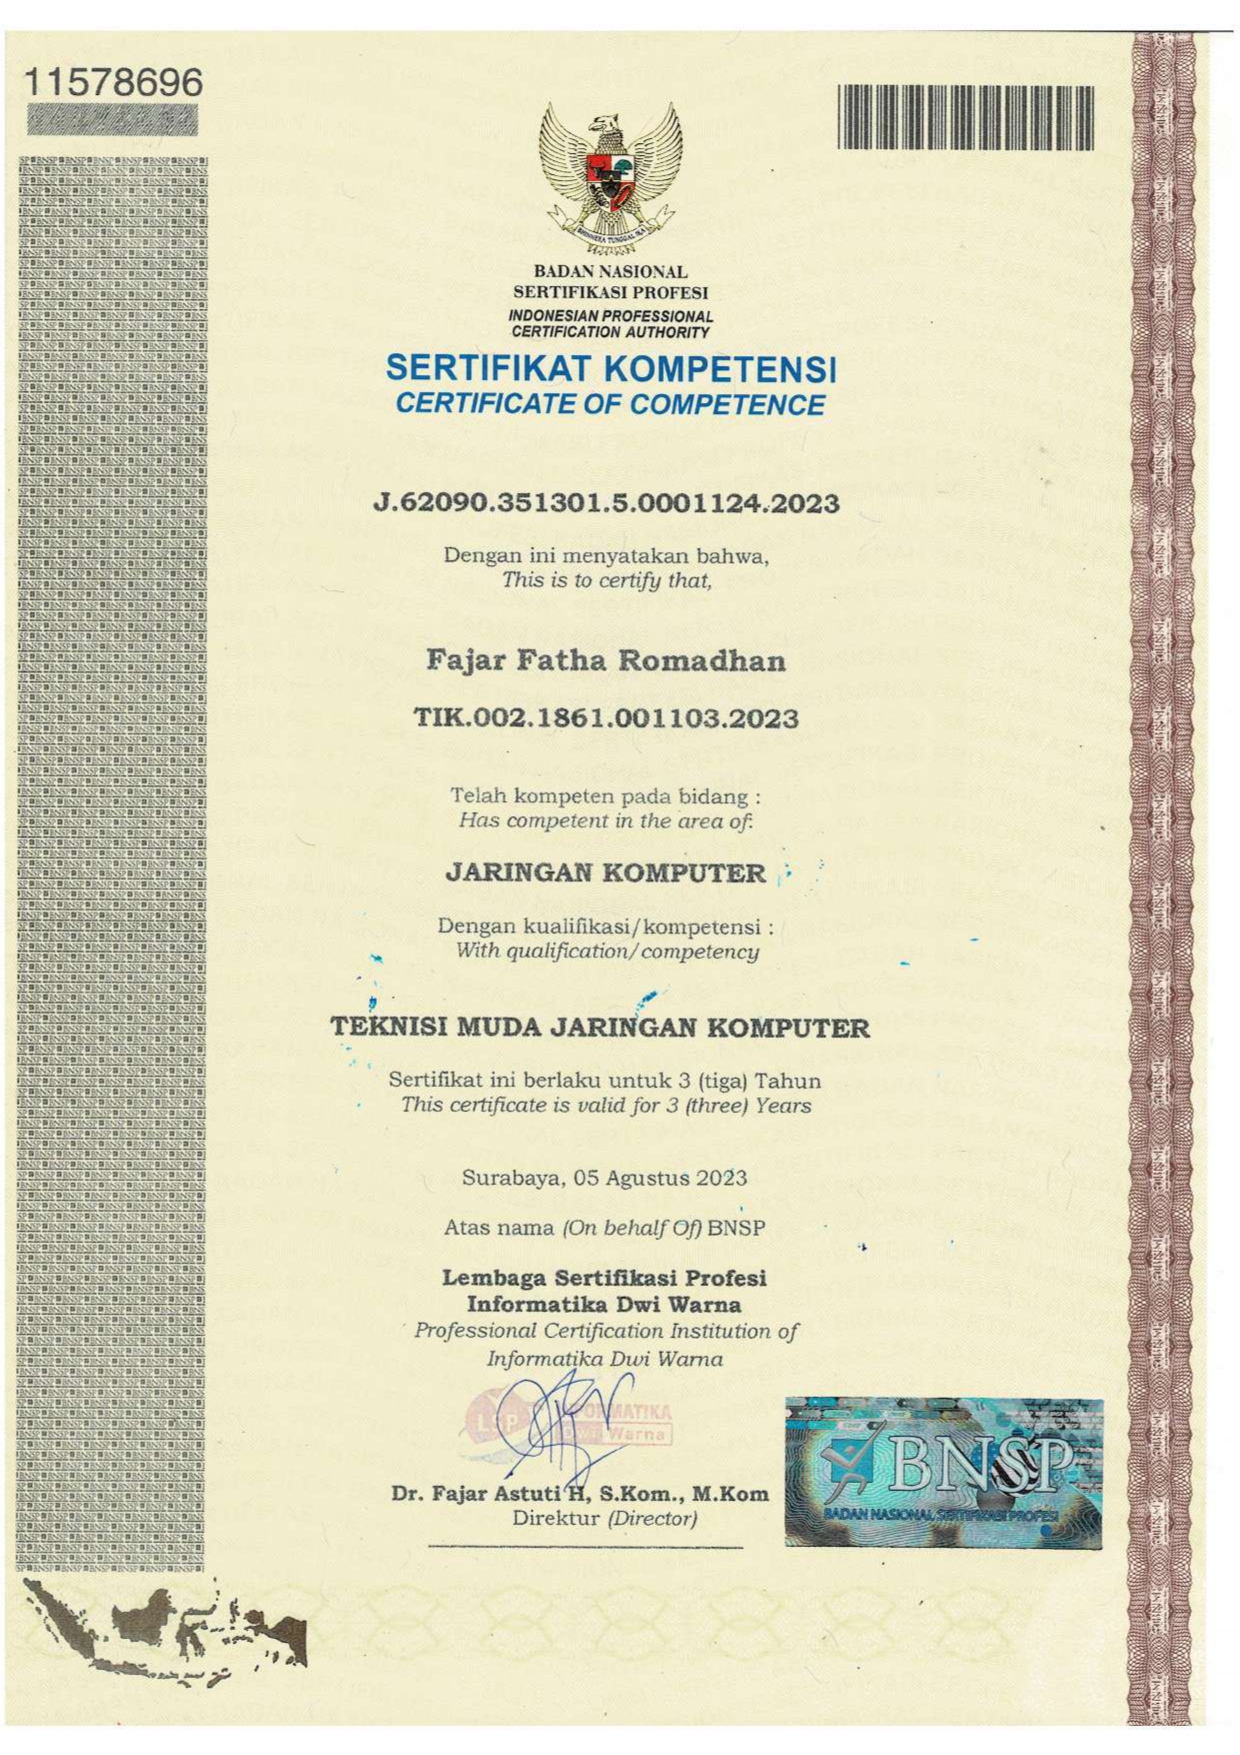 11578696
BHINNEKA TUNGGAL IKA
BADAN NASIONAL
SERTIFIKASI PROFESI
INDONESIAN PROFESSIONAL
CERTIFICATION AUTHORITY
SERTIFIKAT KOMPETENSI
CERTIFICATE OF COMPETENCE
J.62090.351301.5.0001124.2023
Dengan ini menyatakan bahwa,
This is to certify that,
Fajar Fatha Romadhan
TIK.002.1861.001103.2023
Telah kompeten pada bidang :
Has competent in the area of:
JARINGAN KOMPUTER
Dengan kualifikasi/kompetensi :
With qualification/competency
TEKNISI MUDA JARINGAN KOMPUTER
Sertifikat ini berlaku untuk 3 (tiga) Tahun
This certificate is valid for 3 (three) Years
Surabaya, 05 Agustus 2023
Atas nama (On behalf Of) BNSP
Lembaga Sertifikasi Profesi
Informatika Dwi Warna
Professional Certification Institution of
Informatika Dwi Warna
LSP INFORMATIKA
Dwi Warna
Dr. Fajar Astuti H, S.Kom., M.Kom
Direktur (Director)
BNSP
BADAN NASIONAL SERTIFIKASI PROFESI